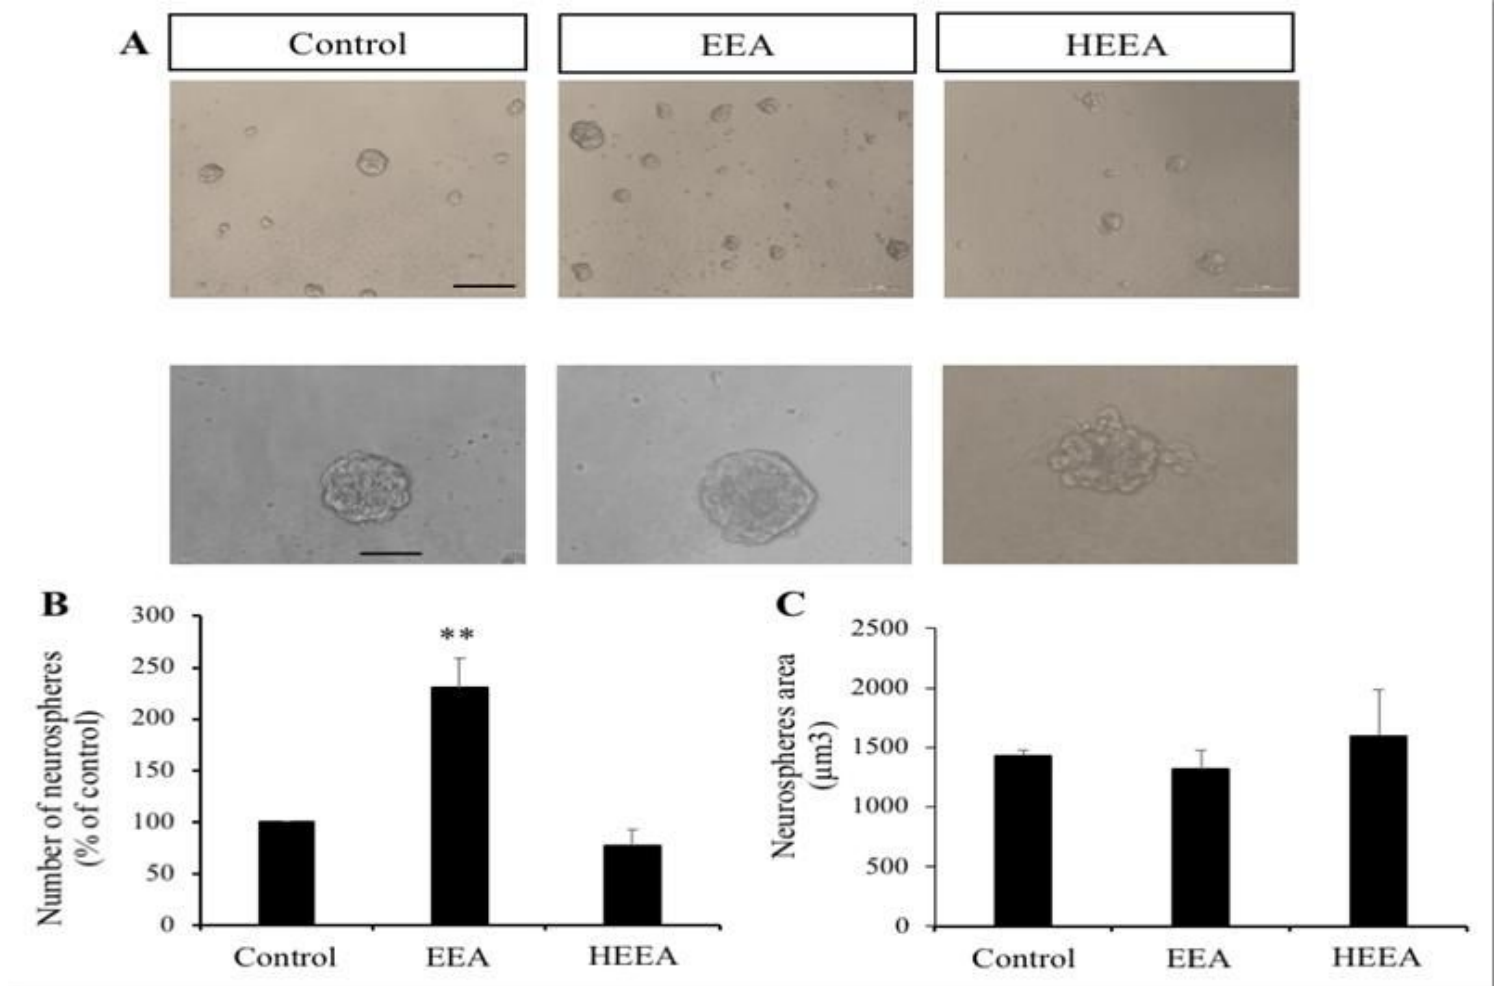 A
Control
EEA
HEEA
B
300
250
200
150
100
50
0
Number of neurospheres
(% of control)
**
Control
EEA
HEEA
C
2500
2000
1500
1000
500
0
Neurospheres area
(µm3)
Control
EEA
HEEA